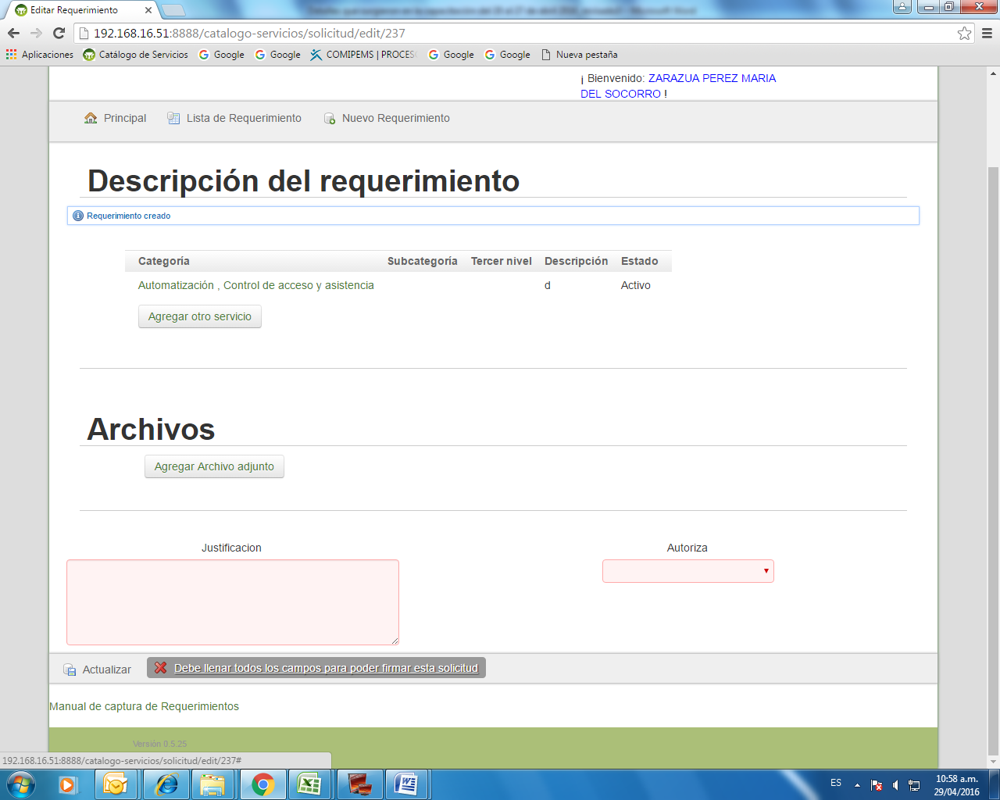 Editar Requerimiento
192.168.16.51:8888/catalogo-servicios/solicitud/edit/237
Aplicaciones Catálogo de Servicios Google Google COMIPEMS | PROCES Google Google Nueva pestaña
¡ Bienvenido: ZARAZUA PEREZ MARIA
DEL SOCORRO !
Principal Lista de Requerimiento Nuevo Requerimiento
Descripción del requerimiento
Requerimiento creado
Categoría Subcategoría Tercer nivel Descripción Estado
Automatización , Control de acceso y asistencia d Activo
Agregar otro servicio
Archivos
Agregar Archivo adjunto
Justificacion Autoriza
Actualizar Debe llenar todos los campos para poder firmar esta solicitud
Manual de captura de Requerimientos
Versión 0.5.25
192.168.16.51:8888/catalogo-servicios/solicitud/edit/237#
ES 10:58 a.m.
29/04/2016